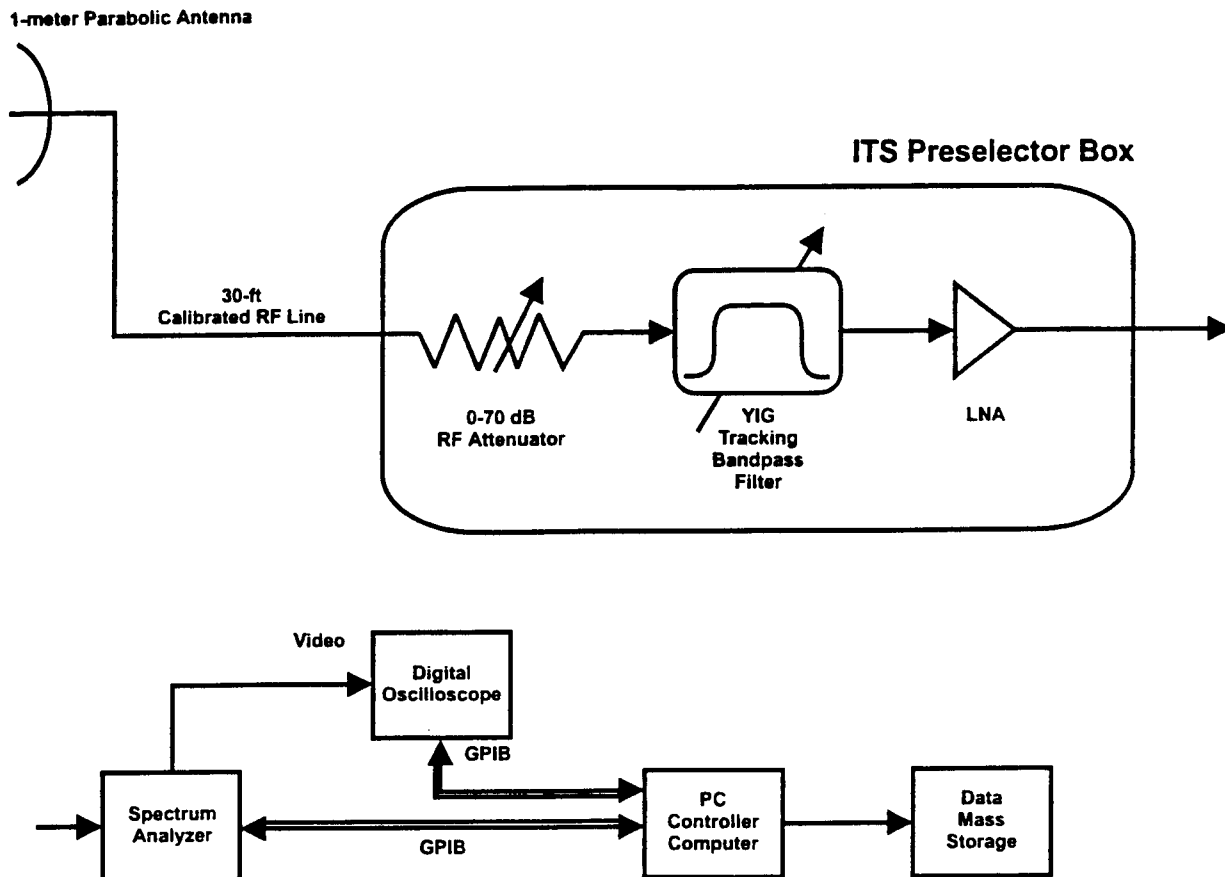 1-meter Parabolic Antenna
ITS Preselector Box
30-ft
Calibrated RF Line
0-70 dB
RF Attenuator
YIG
Tracking
Bandpass
Filter
LNA
Video
Digital
Oscilloscope
GPIB
Spectrum
Analyzer
GPIB
PC
Controller
Computer
Data
Mass
Storage